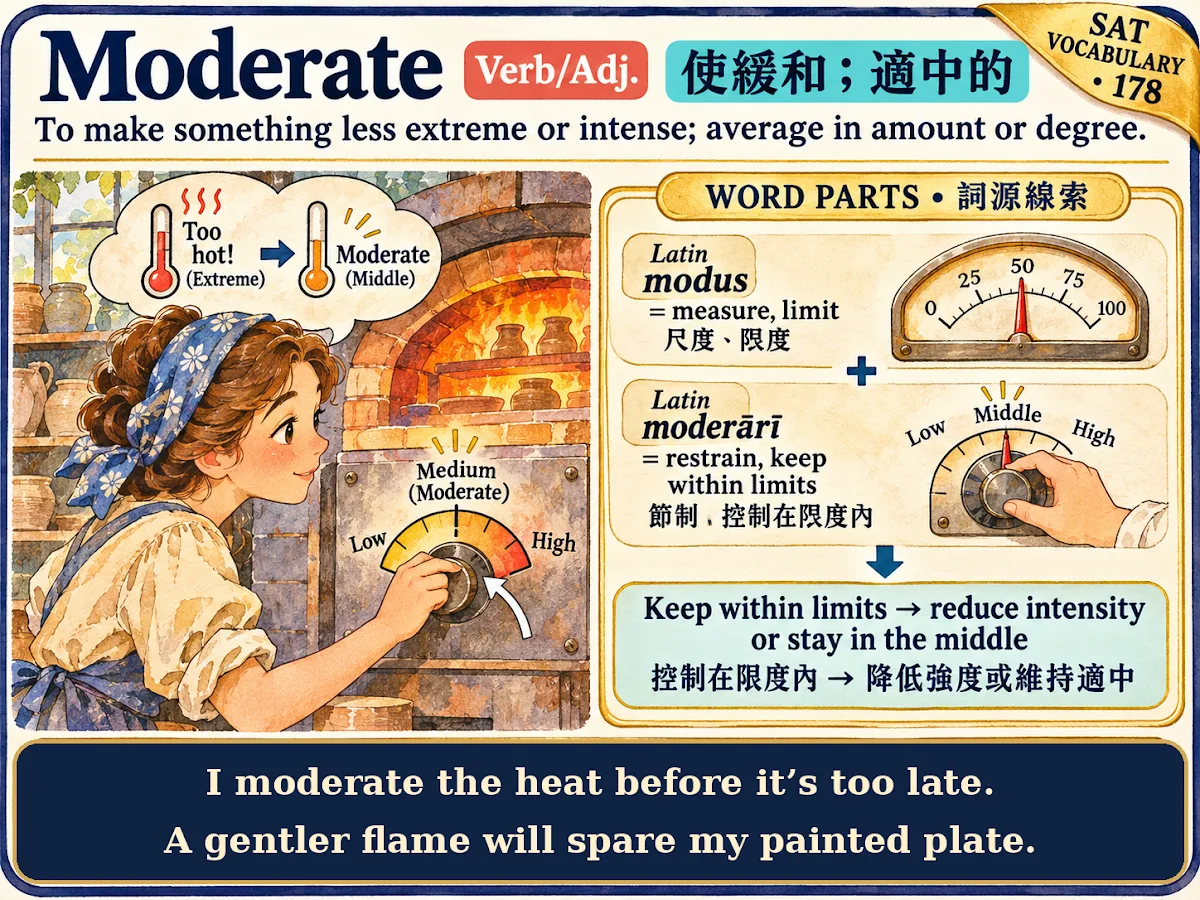 Moderate
Verb/Adj.
使緩和；適中的
SAT
VOCABULARY
• 178
To make something less extreme or intense; average in amount or degree.
Too
hot!
(Extreme)
Moderate
(Middle)
Medium
(Moderate)
Low
High
WORD PARTS • 詞源線索
Latin
modus
= measure, limit
尺度、限度
0
25
50
75
100
+
Latin
moderārī
= restrain, keep
within limits
節制，控制在限度內
Low
Middle
High
Keep within limits → reduce intensity
or stay in the middle
控制在限度內 → 降低強度或維持適中
I moderate the heat before it’s too late.
A gentler flame will spare my painted plate.